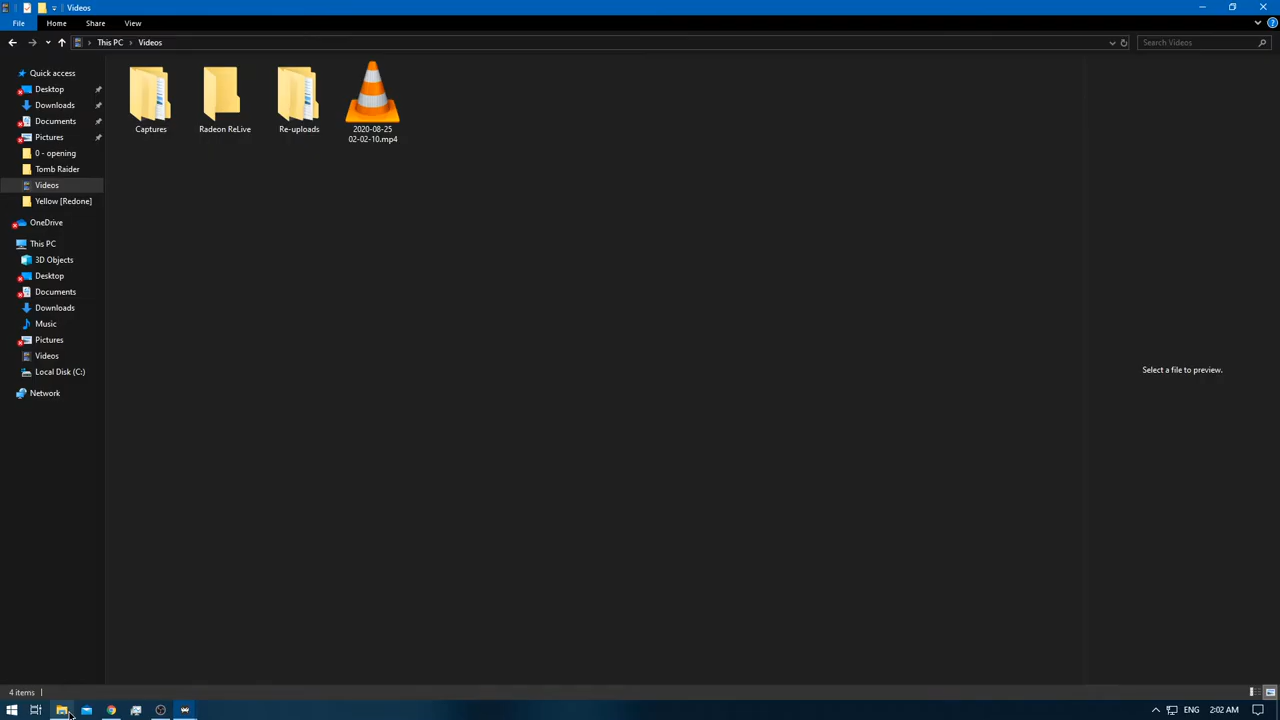 Videos
File Home Share View
This PC Videos Search Videos
Quick access
Desktop
Downloads
Documents
Pictures
0 - opening
Tomb Raider
Videos
Yellow [Redone]
OneDrive
This PC
3D Objects
Desktop
Documents
Downloads
Music
Pictures
Videos
Local Disk (C:)
Network
Captures
Radeon ReLive
Re-uploads
2020-08-25
02-02-10.mp4
Select a file to preview.
4 items
ENG 2:02 AM